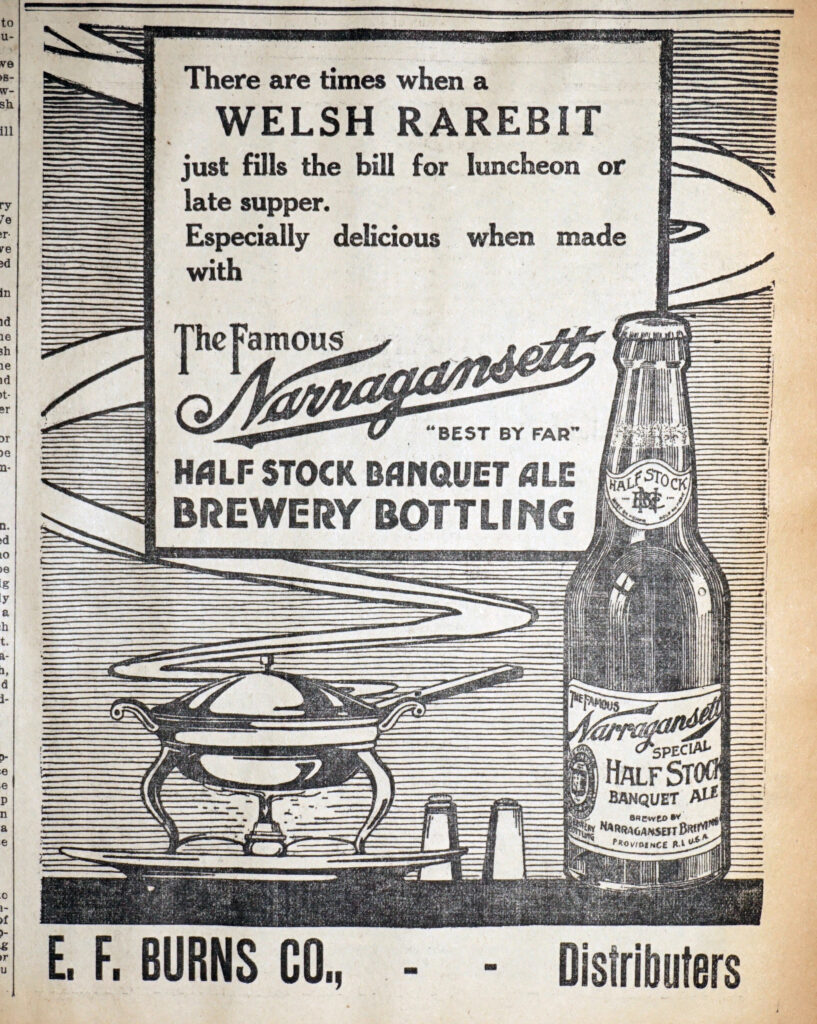 There are times when a
WELSH RAREBIT
just fills the bill for luncheon or
late supper.
Especially delicious when made
with
The Famous
Narragansett
"BEST BY FAR"
HALF STOCK BANQUET ALE
BREWERY BOTTLING
HALF STOCK
THE FAMOUS
Narragansett
SPECIAL
HALF STOCK
BANQUET ALE
BREWED BY
NARRAGANSETT BREWING
PROVIDENCE R.I. U.S.A.
E. F. BURNS CO., - - Distributers